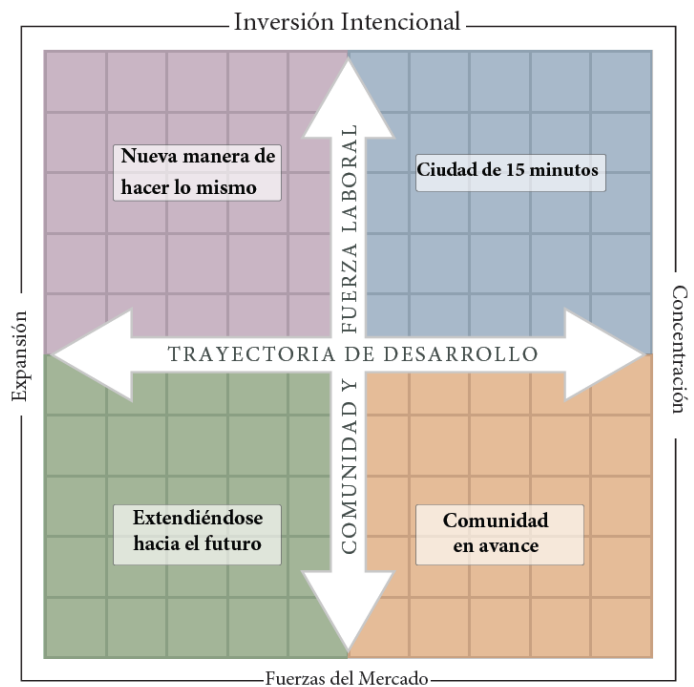 Inversión Intencional
Nueva manera de
hacer lo mismo
Ciudad de 15 minutos
Expansión
TRAYECTORIA DE DESARROLLO
Concentración
COMUNIDAD Y FUERZA LABORAL
Extendiéndose
hacia el futuro
Comunidad
en avance
Fuerzas del Mercado